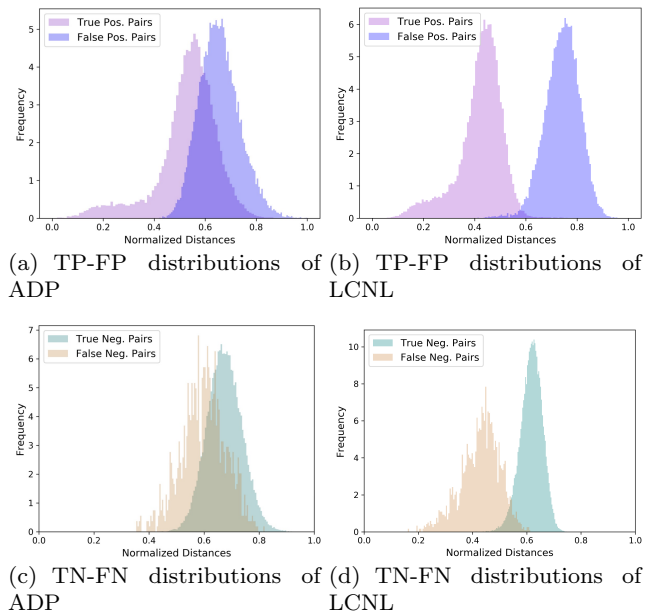 True Pos. Pairs
False Pos. Pairs
5
4
3
2
1
0
Frequency
0.0 0.2 0.4 0.6 0.8 1.0
Normalized Distances
(a) TP-FP distributions of ADP
True Pos. Pairs
False Pos. Pairs
6
5
4
3
2
1
0
Frequency
0.0 0.2 0.4 0.6 0.8 1.0
Normalized Distances
(b) TP-FP distributions of LCNL
True Neg. Pairs
False Neg. Pairs
7
6
5
4
3
2
1
0
Frequency
0.0 0.2 0.4 0.6 0.8 1.0
Normalized Distances
(c) TN-FN distributions of ADP
True Neg. Pairs
False Neg. Pairs
10
8
6
4
2
0
Frequency
0.0 0.2 0.4 0.6 0.8 1.0
Normalized Distances
(d) TN-FN distributions of LCNL